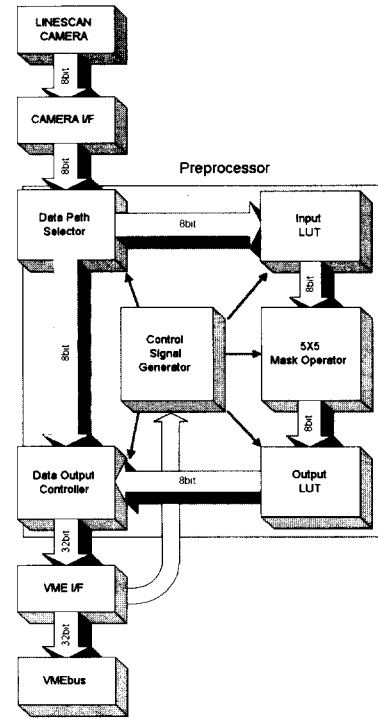 LINESCAN
CAMERA
8bit
CAMERA I/F
8bit
Preprocessor
Data Path
Selector
8bit
Input
LUT
8bit
8bit
Control
Signal
Generator
5X5
Mask Operator
8bit
Data Output
Controller
8bit
Output
LUT
32bit
VME I/F
32bit
VMEbus